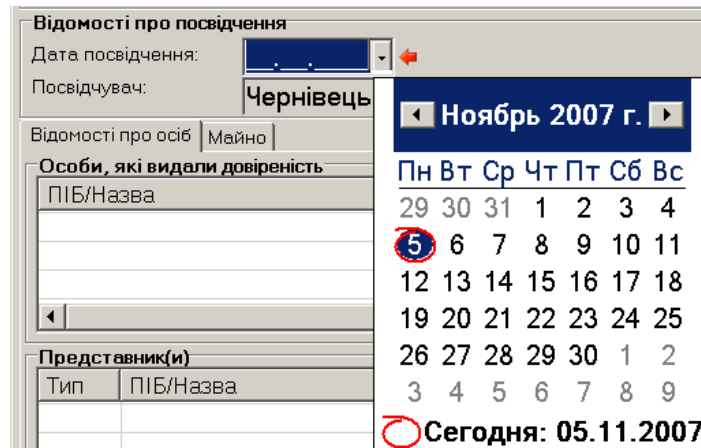 Відомості про посвідчення
Дата посвідчення: __.__.____
Посвідчувач: Чернівець
Відомості про осіб Майно
Особи, які видали довіреність
ПІБ/Назва
Представник(и)
Тип ПІБ/Назва
Ноябрь 2007 г.
Пн Вт Ср Чт Пт Сб Вс
29 30 31 1 2 3 4
5 6 7 8 9 10 11
12 13 14 15 16 17 18
19 20 21 22 23 24 25
26 27 28 29 30 1 2
3 4 5 6 7 8 9
Сегодня: 05.11.2007